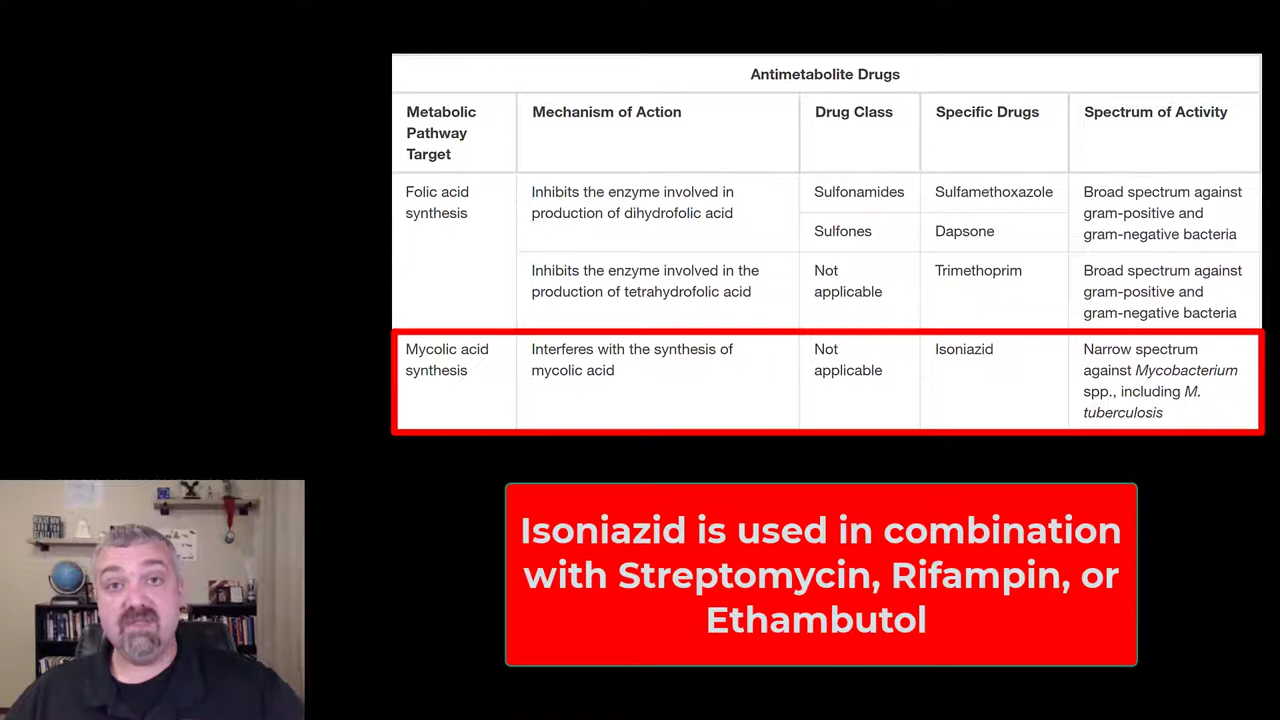 Antimetabolite Drugs
Metabolic
Pathway
Target
Mechanism of Action
Drug Class
Specific Drugs
Spectrum of Activity
Folic acid
synthesis
Inhibits the enzyme involved in
production of dihydrofolic acid
Sulfonamides
Sulfamethoxazole
Broad spectrum against
gram-positive and
gram-negative bacteria
Sulfones
Dapsone
Inhibits the enzyme involved in the
production of tetrahydrofolic acid
Not
applicable
Trimethoprim
Broad spectrum against
gram-positive and
gram-negative bacteria
Mycolic acid
synthesis
Interferes with the synthesis of
mycolic acid
Not
applicable
Isoniazid
Narrow spectrum
against Mycobacterium
spp., including M.
tuberculosis
Isoniazid is used in combination
with Streptomycin, Rifampin, or
Ethambutol